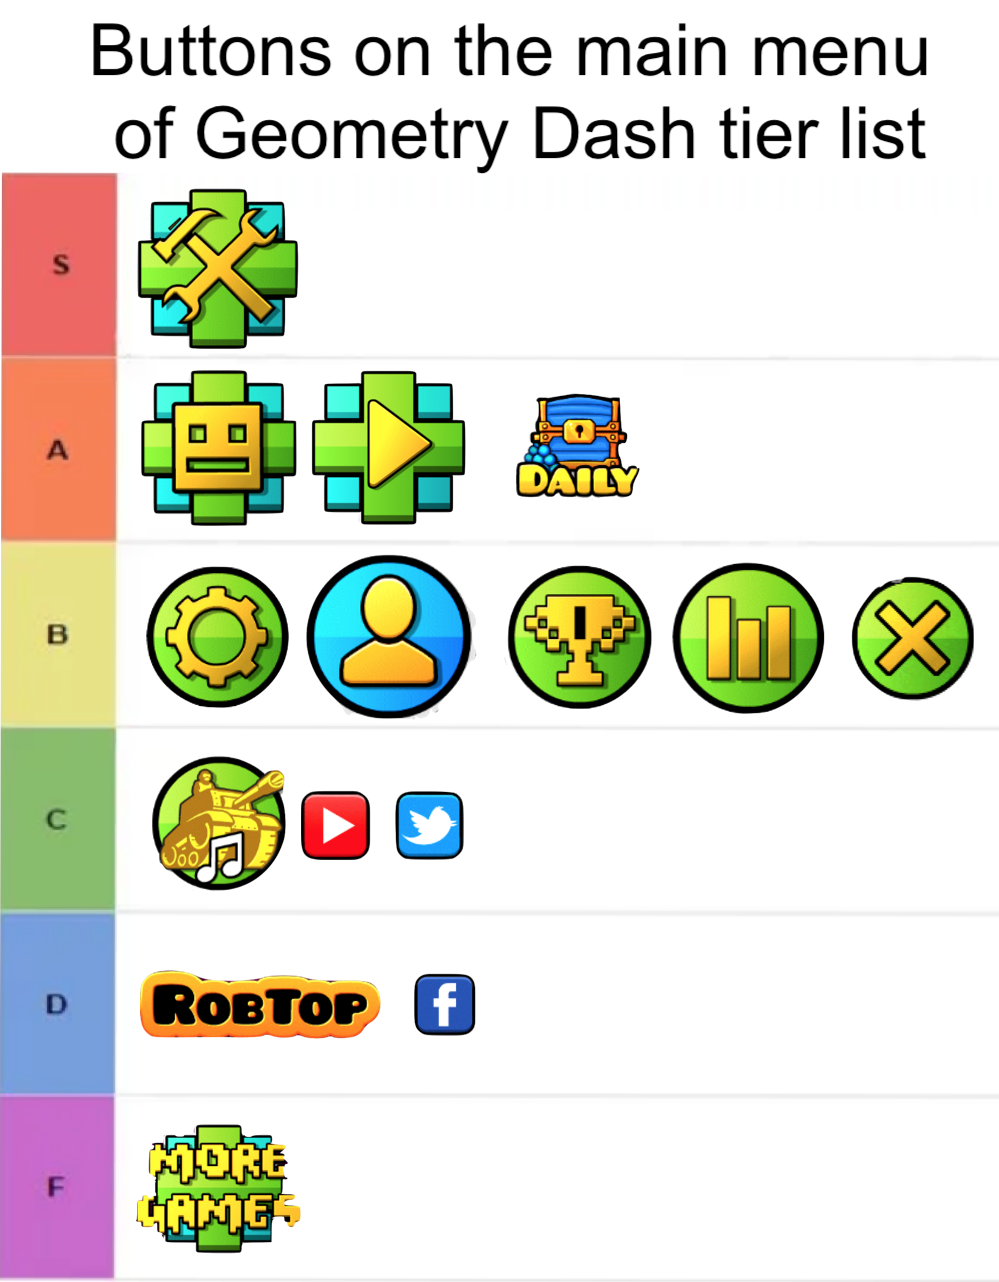 Buttons on the main menu
of Geometry Dash tier list
S
A
DAILY
B
C
D
ROBTOP
f
F
MORE
GAMES